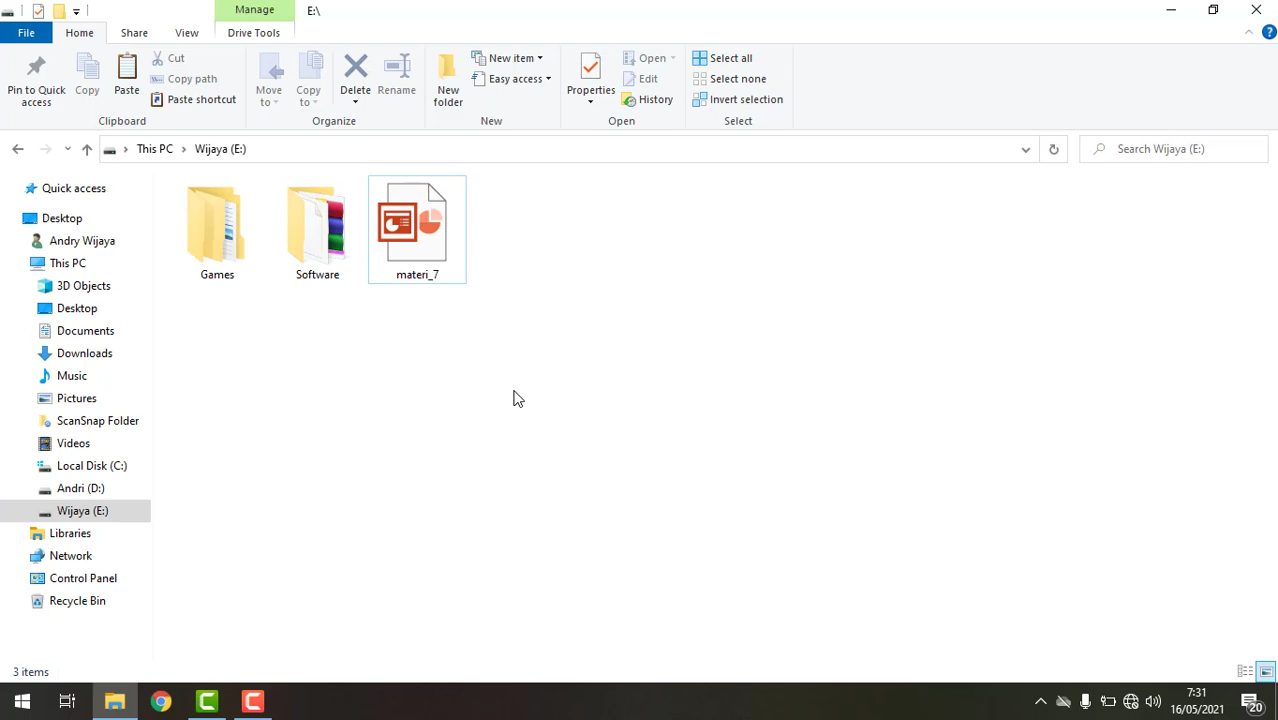 Manage
E:\
File
Home
Share
View
Drive Tools
Pin to Quick access
Copy
Paste
Cut
Copy path
Paste shortcut
Clipboard
Move to
Copy to
Delete
Rename
Organize
New folder
New item
Easy access
New
Properties
Open
Edit
History
Open
Select all
Select none
Invert selection
Select
This PC
Wijaya (E:)
Search Wijaya (E:)
Quick access
Desktop
Andry Wijaya
This PC
3D Objects
Desktop
Documents
Downloads
Music
Pictures
ScanSnap Folder
Videos
Local Disk (C:)
Andri (D:)
Wijaya (E:)
Libraries
Network
Control Panel
Recycle Bin
Games
Software
materi_7
3 items
7:31
16/05/2021
20